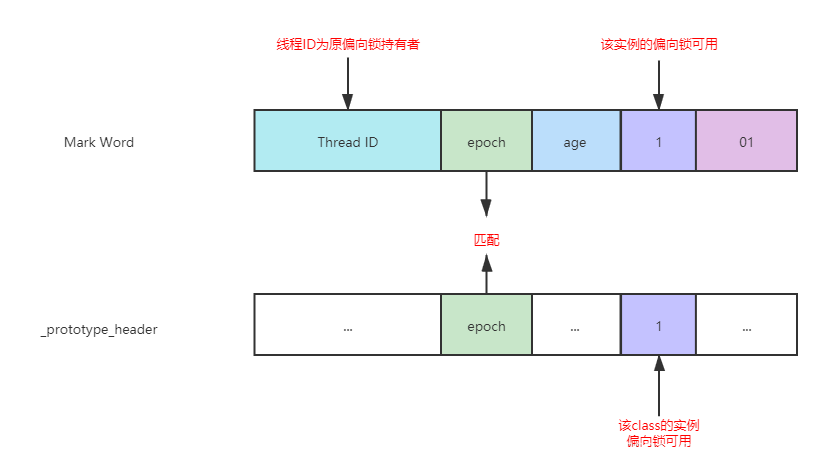 线程ID为原偏向锁持有者
该实例的偏向锁可用
Mark Word
Thread ID
epoch
age
1
01
匹配
_prototype_header
...
epoch
...
1
...
该class的实例
偏向锁可用